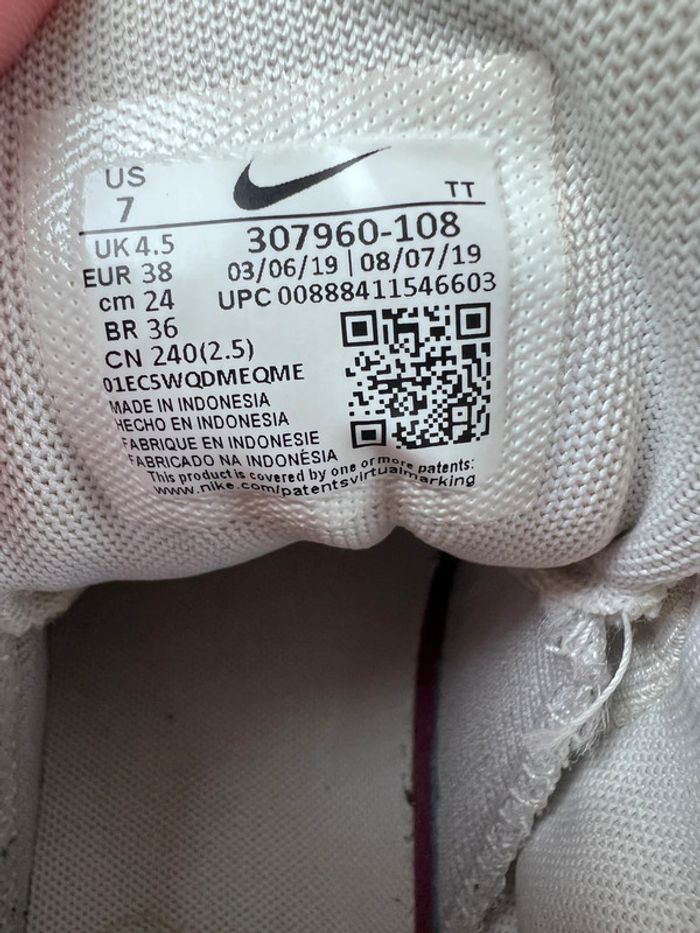 US
7
TT
UK 4.5
307960-108
EUR 38
03/06/19 | 08/07/19
cm 24
UPC 00888411546603
BR 36
CN 240(2.5)
01EC5WQDMEQME
MADE IN INDONESIA
HECHO EN INDONESIA
FABRIQUE EN INDONESIE
FABRICADO NA INDONÉSIA
This product is covered by one or more patents:
www.nike.com/patentsvirtualmarking